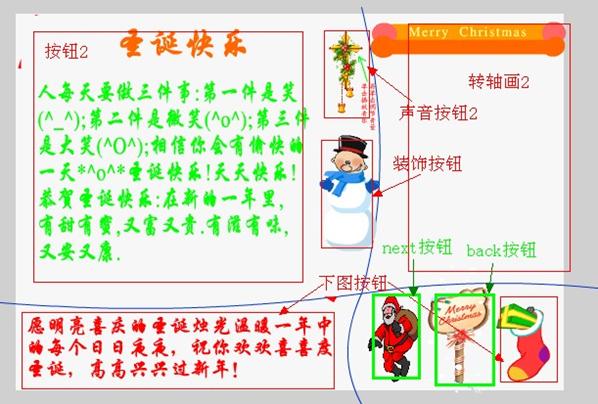 圣诞快乐
按钮2
人每天要做三件事:第一件是笑
(^_^);第二件是微笑(^o^);第三件
是大笑(^O^);相信你会有愉快的
一天*^o^*圣诞快乐!天天快乐!
恭贺圣诞快乐:在新的一年里,
有甜有蜜,又富又贵.有滋有味,
又安又康.
Merry Christmas
转轴画2
声音按钮2
装饰按钮
next按钮
back按钮
下图按钮
愿明亮喜庆的圣诞烛光温暖一年中
的每个日日夜夜，祝你欢欢喜喜度
圣诞，高高兴兴过新年!
Merry
Christmas